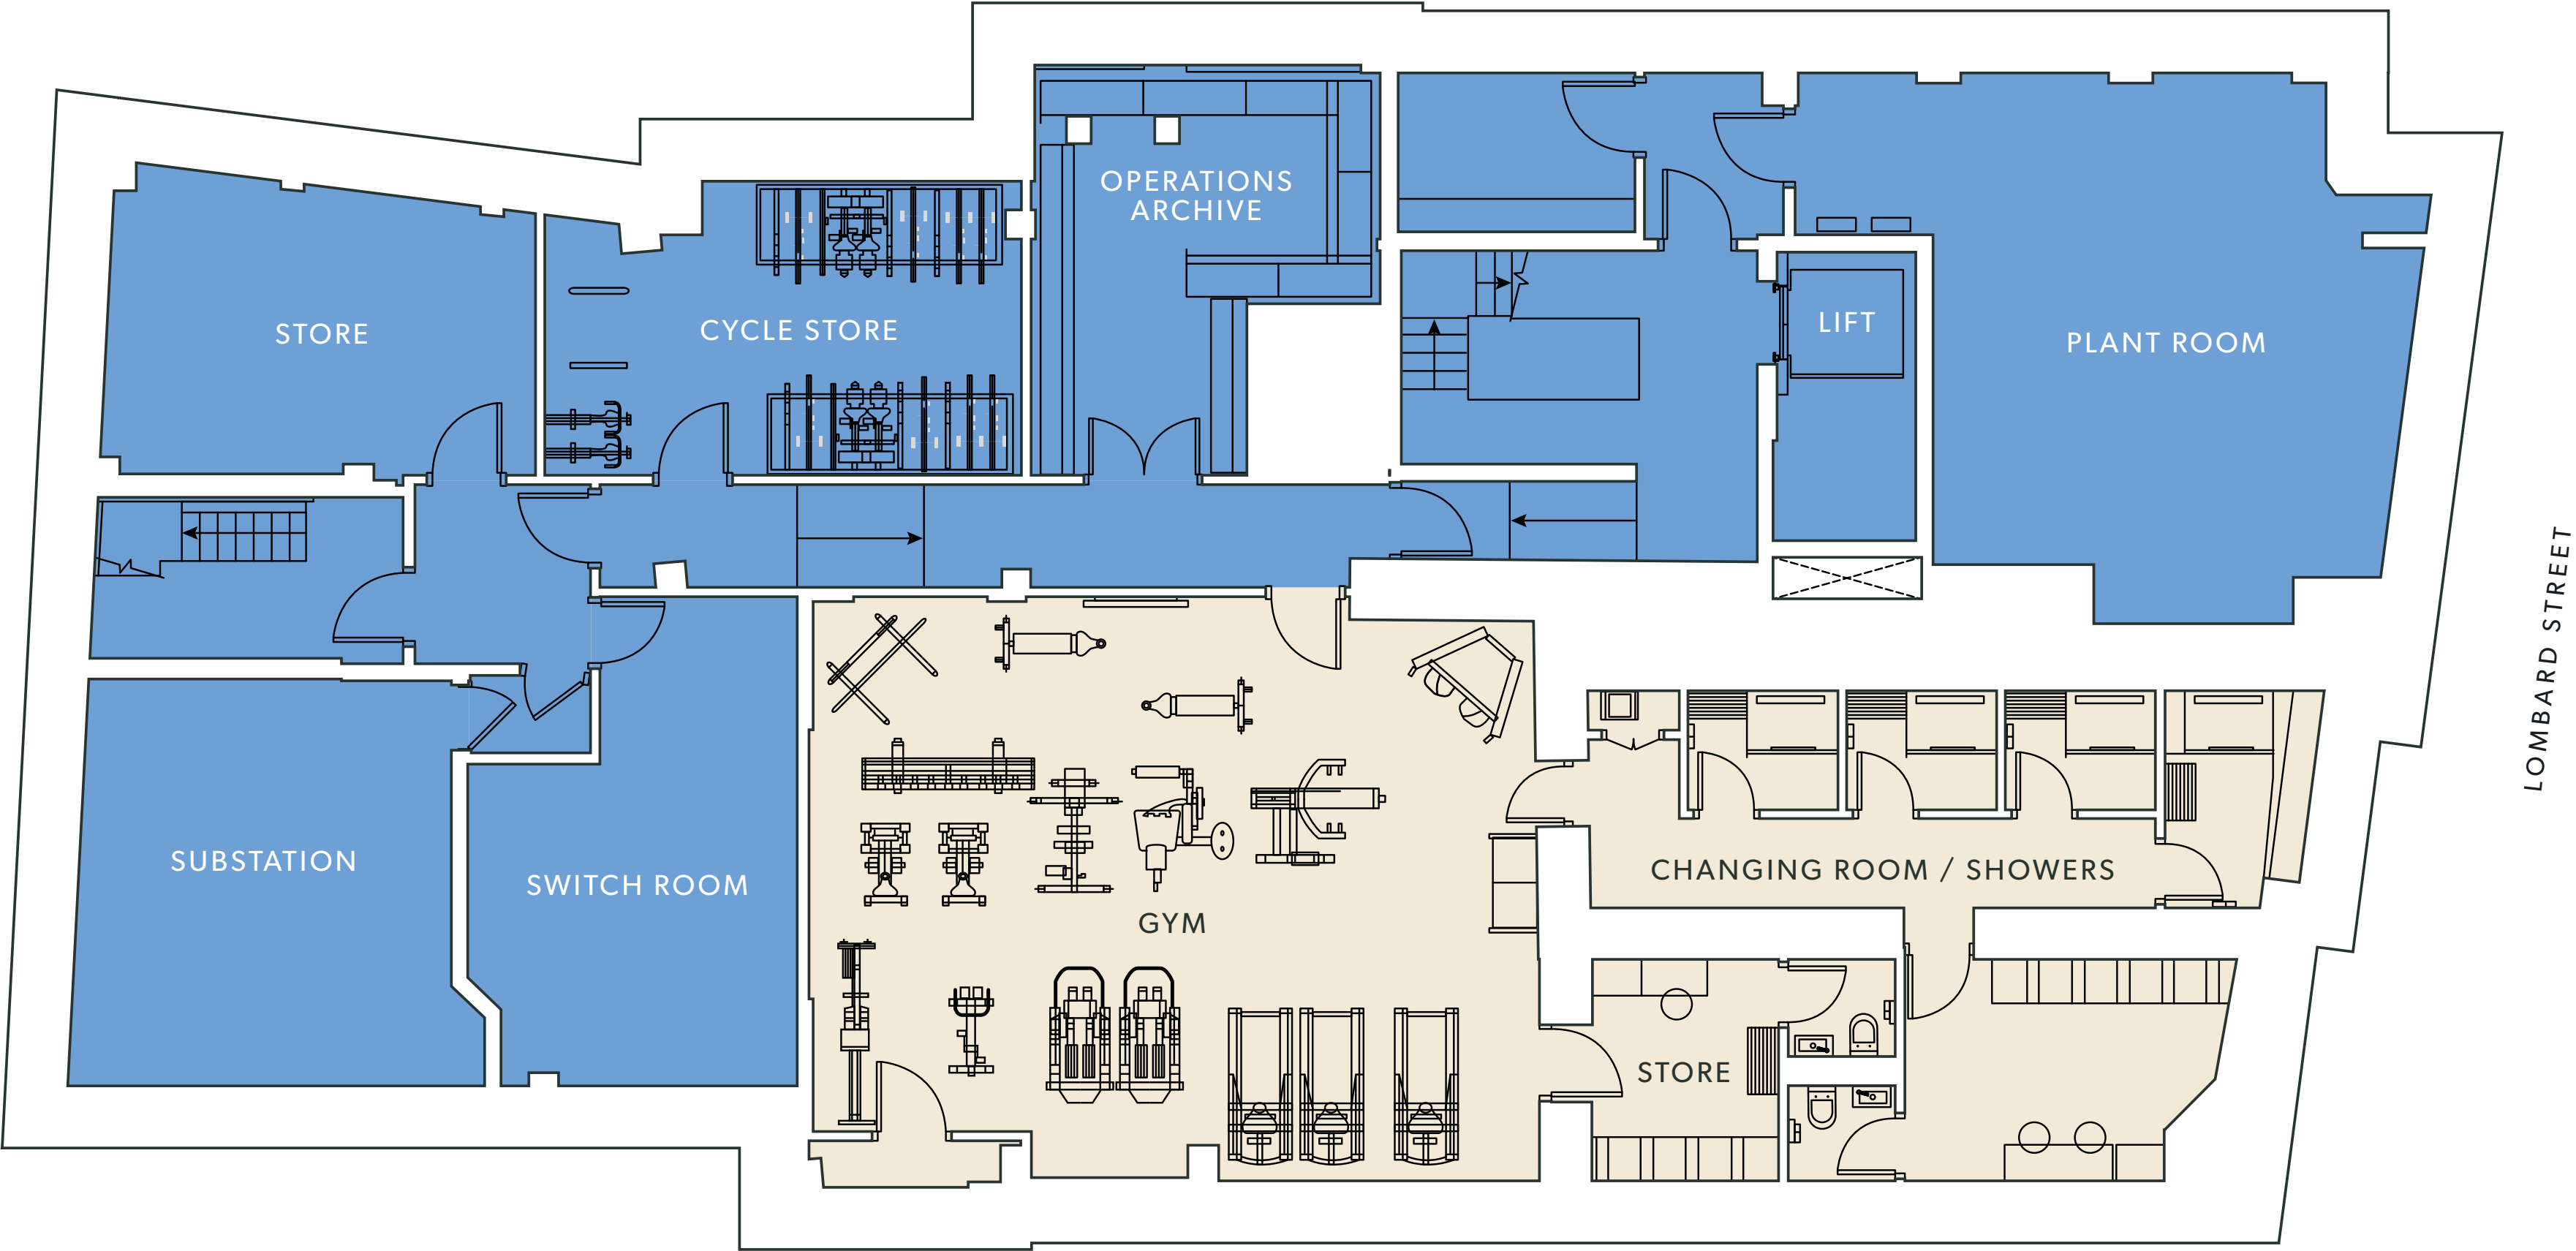 OPERATIONS
ARCHIVE
STORE
CYCLE STORE
LIFT
PLANT ROOM
LOMBARD STREET
SUBSTATION
SWITCH ROOM
GYM
CHANGING ROOM / SHOWERS
STORE